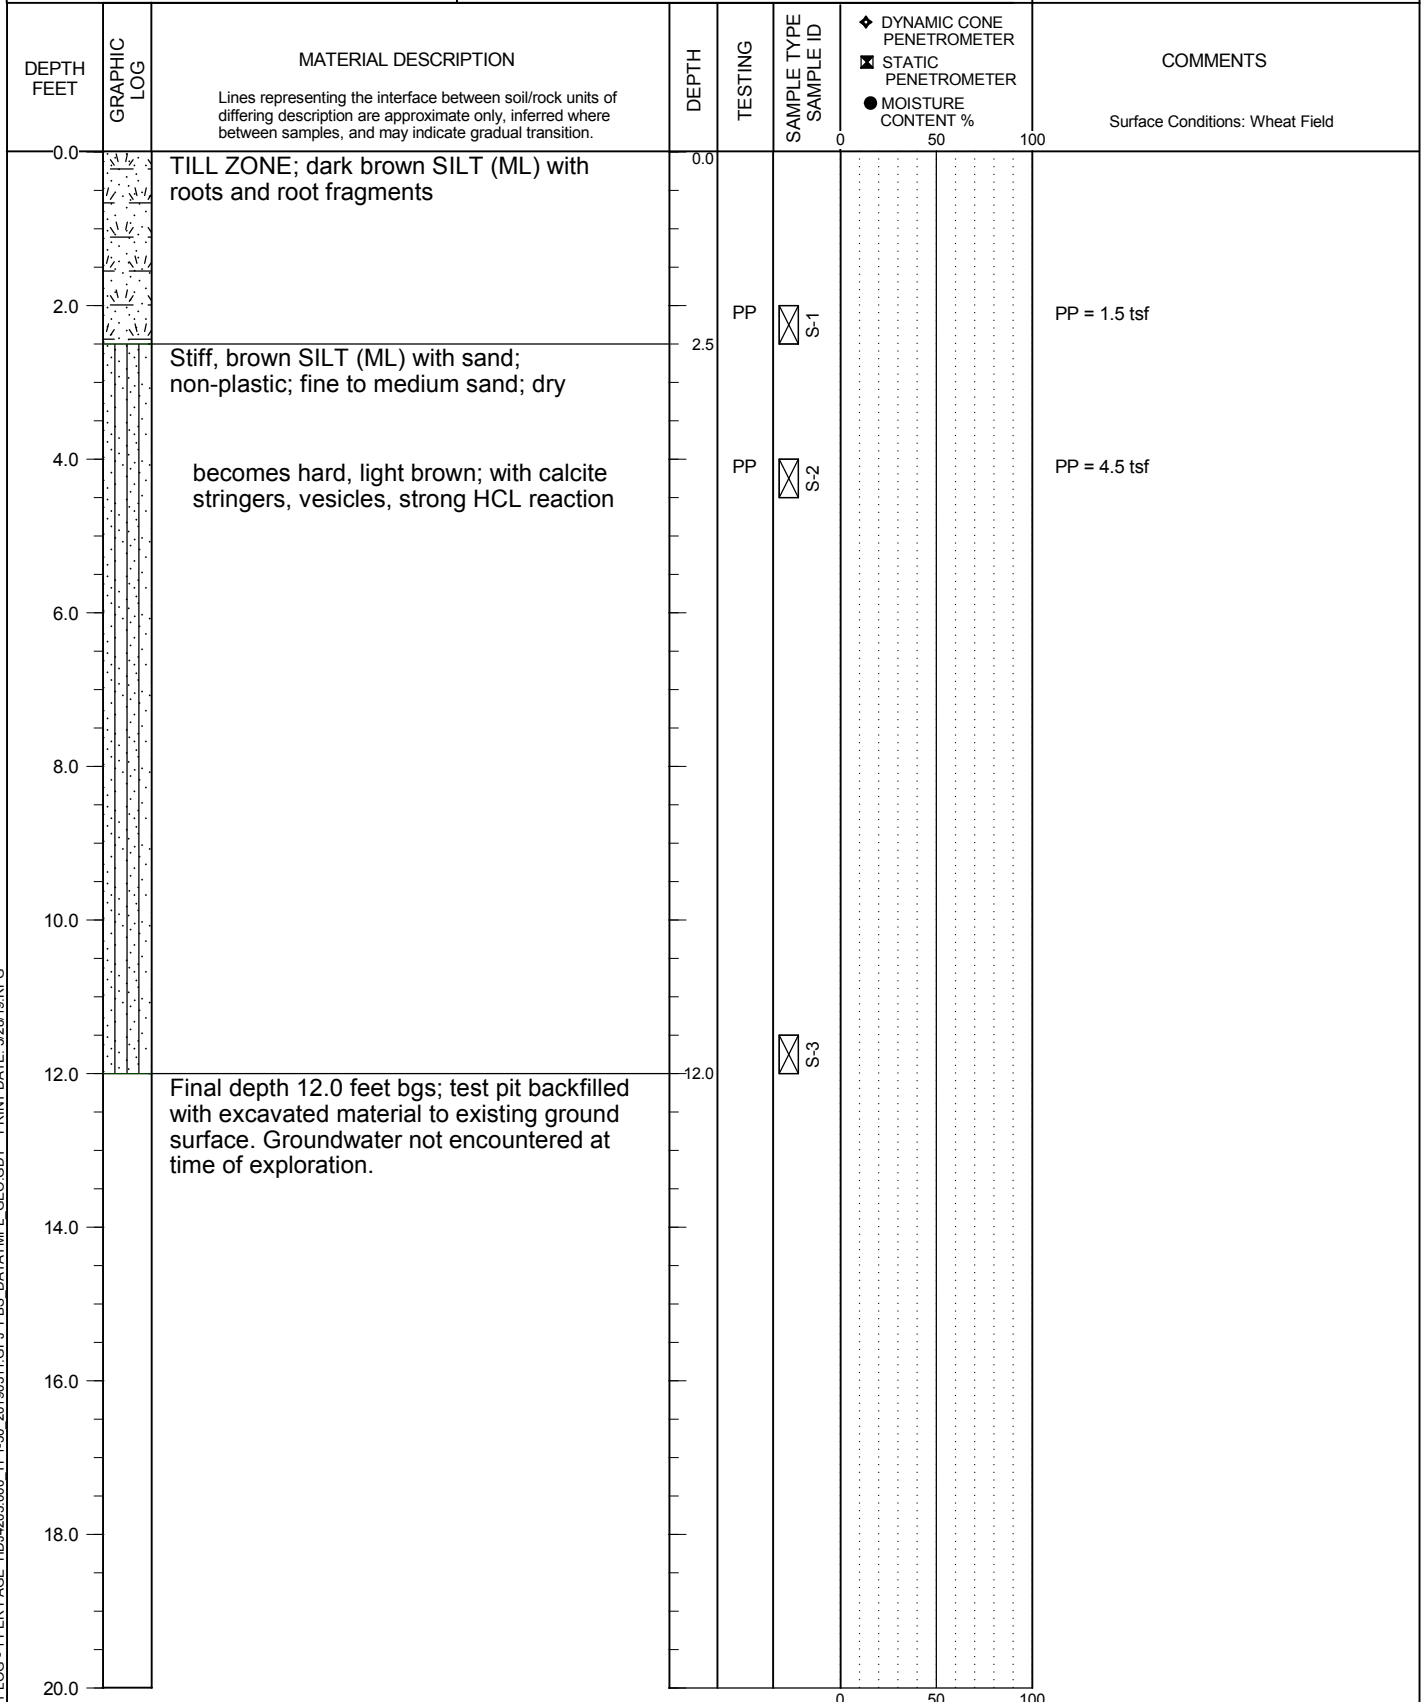 DEPTH
FEET
GRAPHIC
LOG
MATERIAL DESCRIPTION
Lines representing the interface between soil/rock units of
differing description are approximate only, inferred where
between samples, and may indicate gradual transition.
DEPTH
TESTING
SAMPLE TYPE
SAMPLE ID
DYNAMIC CONE
PENETROMETER
STATIC
PENETROMETER
MOISTURE
CONTENT %
0 50 100
COMMENTS
Surface Conditions: Wheat Field
0.0
TILL ZONE; dark brown SILT (ML) with
roots and root fragments
0.0
2.0
PP
S-1
PP = 1.5 tsf
2.5
Stiff, brown SILT (ML) with sand;
non-plastic; fine to medium sand; dry
4.0
becomes hard, light brown; with calcite
stringers, vesicles, strong HCL reaction
PP
S-2
PP = 4.5 tsf
6.0
8.0
10.0
S-3
12.0
12.0
Final depth 12.0 feet bgs; test pit backfilled
with excavated material to existing ground
surface. Groundwater not encountered at
time of exploration.
14.0
16.0
18.0
20.0
0 50 100